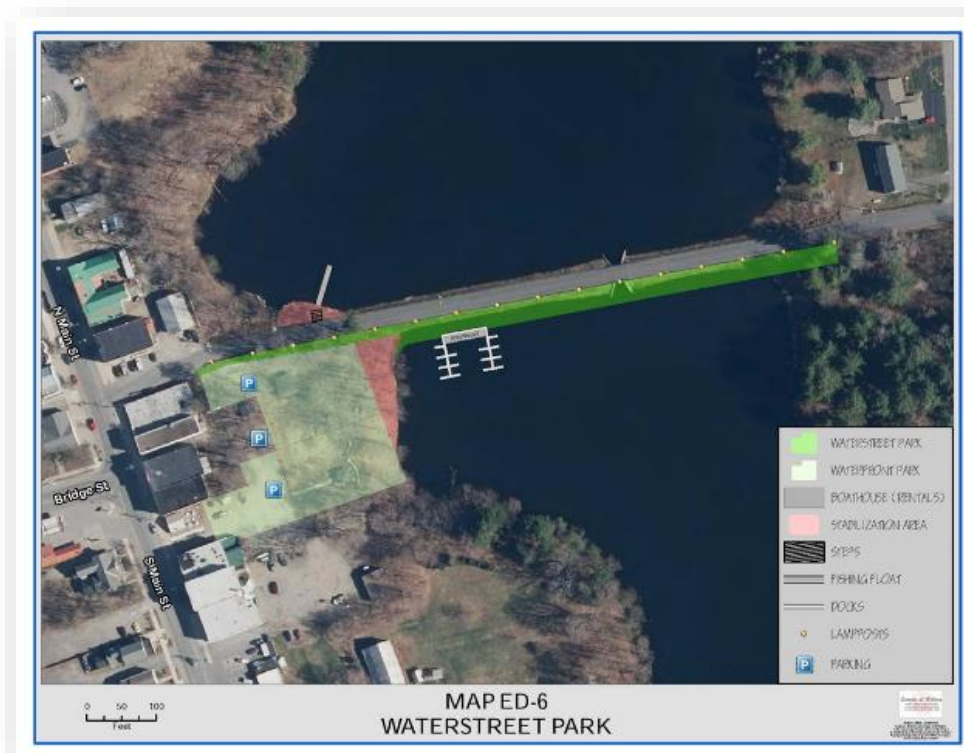 N Main St
Bridge St
S Main St
BOATHOUSE
P
P
P
WATERSTREET PARK
WATERFRONT PARK
BOATHOUSE (RENTALS)
STABILIZATION AREA
STEPS
FISHING FLOAT
DOCKS
LAMPPOSTS
P PARKING
0 50 100
Feet
MAP ED-6
WATERSTREET PARK